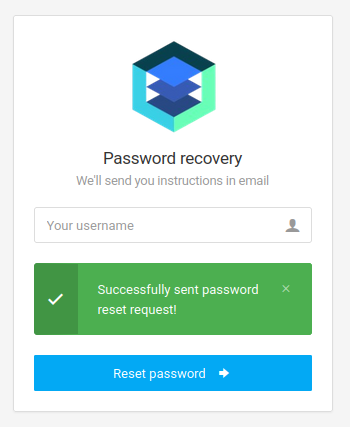 Password recovery
We'll send you instructions in email
Your username
Successfully sent password
reset request!
Reset password